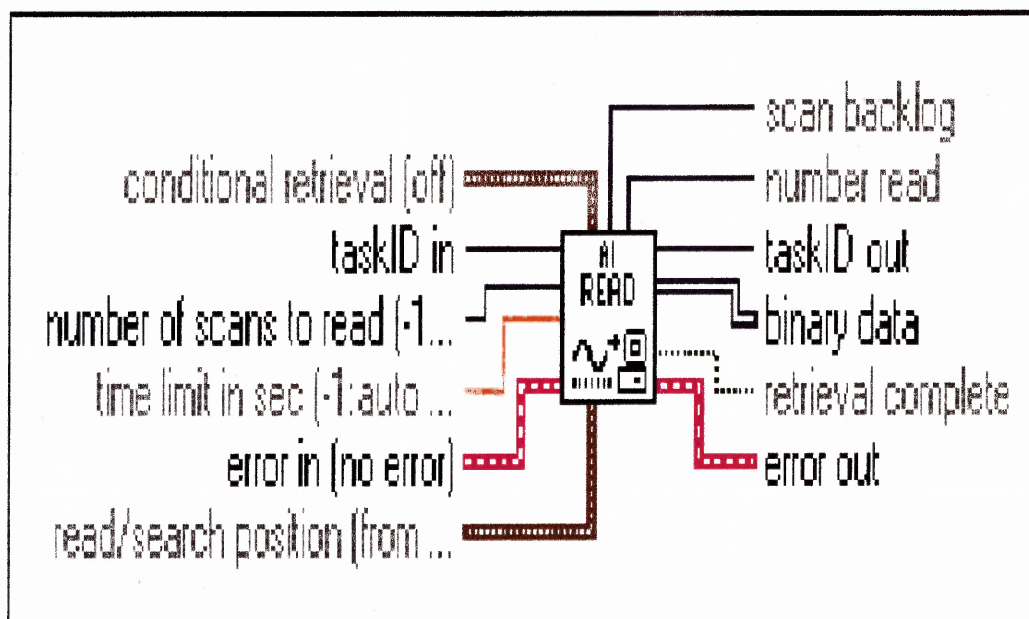 scan backlog
conditional retrieval (off)
number read
taskID in
AI
READ
taskID out
number of scans to read (-1...
binary data
time limit in sec (-1:auto ...
retrieval complete
error in (no error)
error out
read/search position (from ...